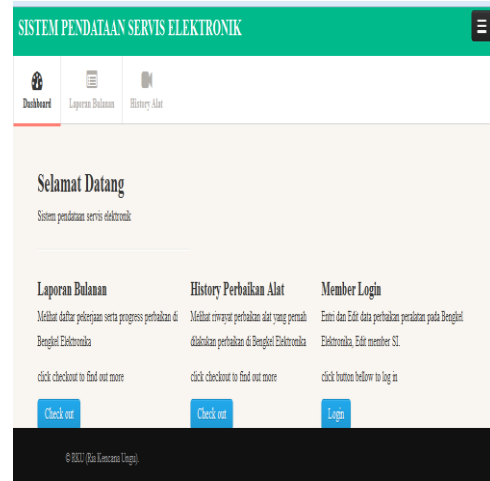 SISTEM PENDATAAN SERVIS ELEKTRONIK
Dashboard
Laporan Bulanan
History Alat
Selamat Datang
Sistem pendataan servis elektronik
Laporan Bulanan
Melihat daftar pekerjaan serta progress perbaikan di
Bengkel Elektronika
click checkout to find out more
Check out
History Perbaikan Alat
Melihat riwayat perbaikan alat yang pernah
dilakukan perbaikan di Bengkel Elektronika
click checkout to find out more
Check out
Member Login
Entri dan Edit data perbaikan peralatan pada Bengkel
Elektronika, Edit member SI.
click button bellow to log in
Login
© RKU (Ria Kencana Ungu).